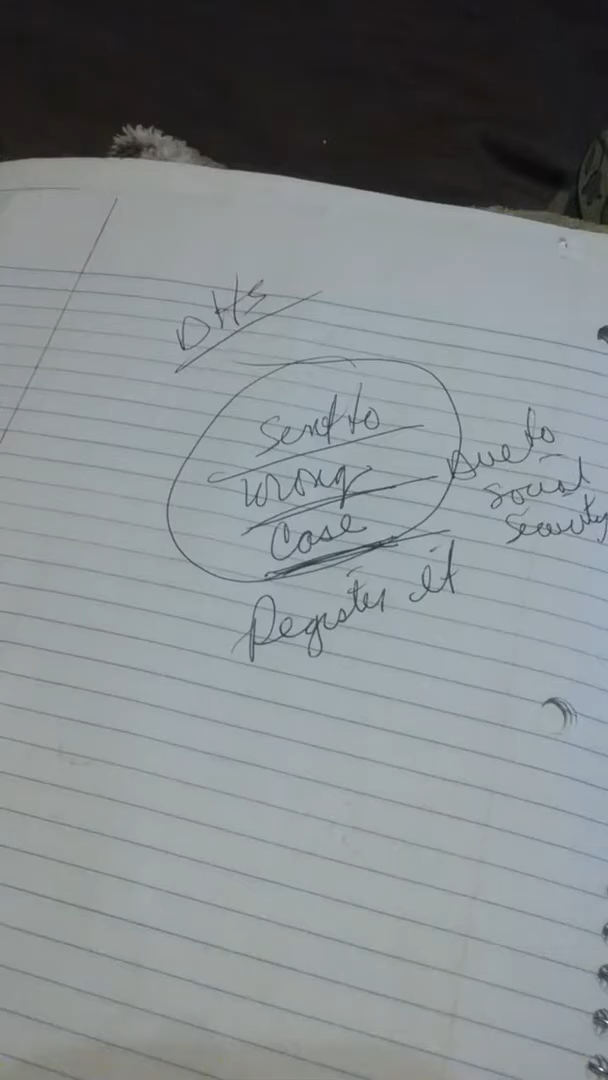 DHS
Sent to
Wrong
Case
Due to
Social
Security
Register it